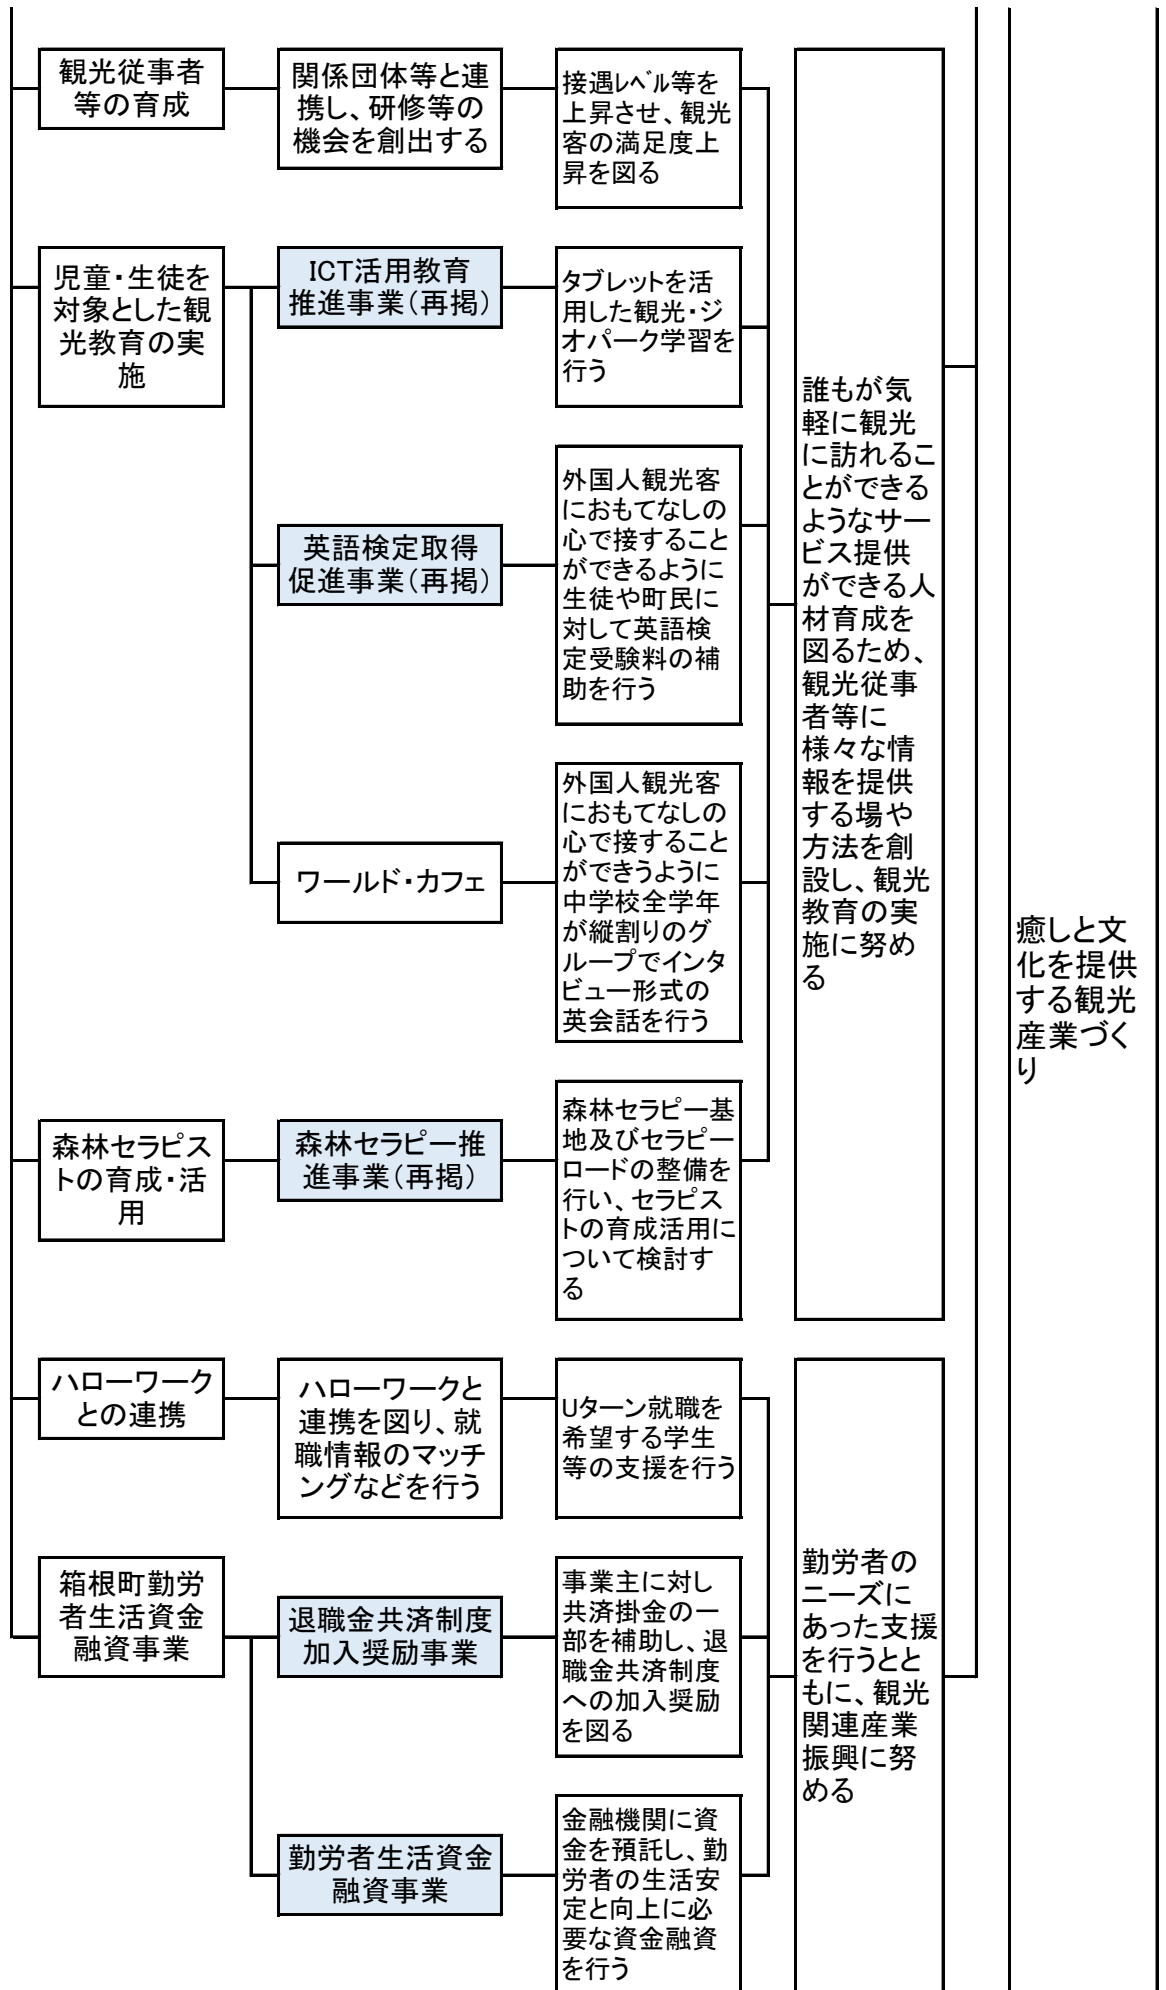 観光従事者
等の育成
関係団体等と連
携し、研修等の
機会を創出する
接遇ﾚﾍﾞﾙ等を
上昇させ、観光
客の満足度上
昇を図る
児童・生徒を
対象とした観
光教育の実
施
ICT活用教育
推進事業(再掲)
タブレットを活
用した観光・ジ
オパーク学習を
行う
英語検定取得
促進事業(再掲)
外国人観光客
におもてなしの
心で接すること
ができるように
生徒や町民に
対して英語検
定受験料の補
助を行う
ワールド・カフェ
外国人観光客
におもてなしの
心で接すること
ができうように
中学校全学年
が縦割りのグ
ループでインタ
ビュー形式の
英会話を行う
森林セラピス
トの育成・活
用
森林セラピー推
進事業(再掲)
森林セラピー基
地及びセラピー
ロードの整備を
行い、セラピス
トの育成活用に
ついて検討す
る
誰もが気
軽に観光
に訪れるこ
とができる
ようなサー
ビス提供
ができる人
材育成を
図るため、
観光従事
者等に
様々な情
報を提供
する場や
方法を創
設し、観光
教育の実
施に努め
る
ハローワーク
との連携
ハローワークと
連携を図り、就
職情報のマッチ
ングなどを行う
Uターン就職を
希望する学生
等の支援を行う
箱根町勤労
者生活資金
融資事業
退職金共済制度
加入奨励事業
事業主に対し
共済掛金の一
部を補助し、退
職金共済制度
への加入奨励
を図る
勤労者生活資金
融資事業
金融機関に資
金を預託し、勤
労者の生活安
定と向上に必
要な資金融資
を行う
勤労者の
ニーズに
あった支援
を行うとと
もに、観光
関連産業
振興に努
める
癒しと文
化を提供
する観光
産業づく
り